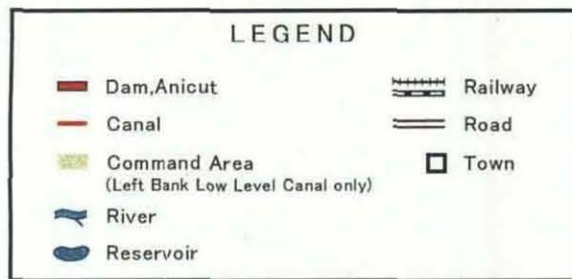 LEGEND
Dam,Anicut
Canal
Command Area
(Left Bank Low Level Canal only)
River
Reservoir
Railway
Road
Town